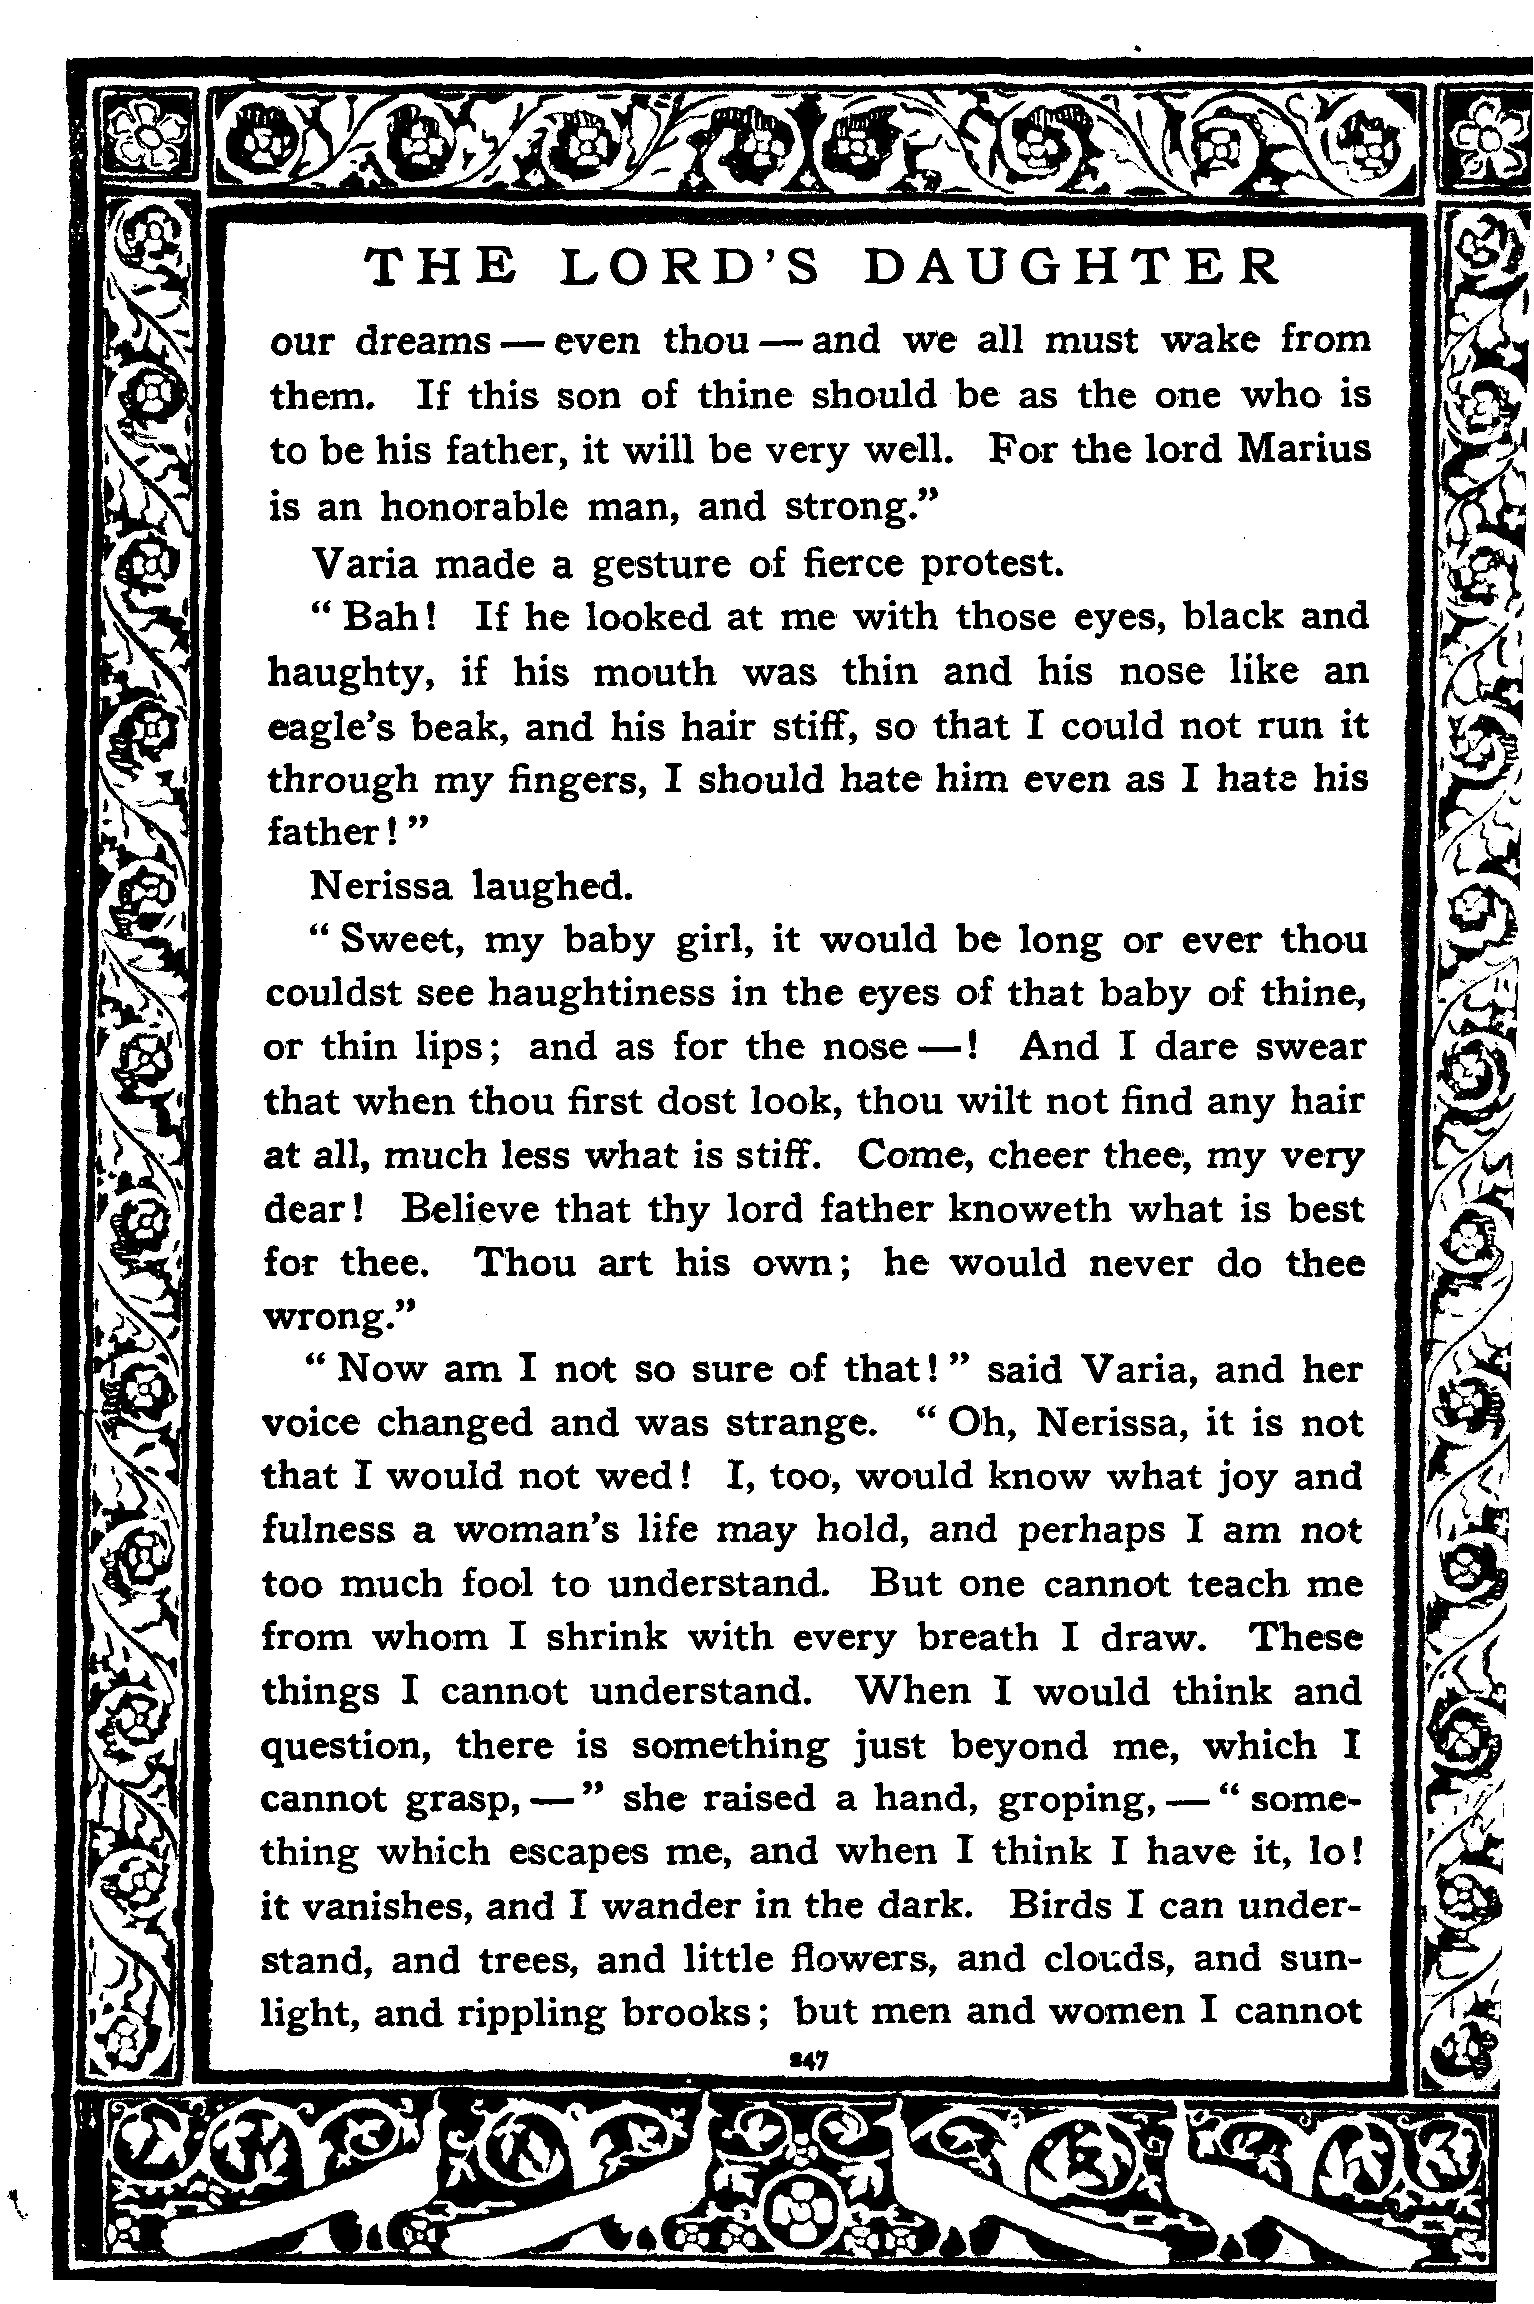 THE LORD'S DAUGHTER
our dreams — even thou — and we all must wake from
them. If this son of thine should be as the one who is
to be his father, it will be very well. For the lord Marius
is an honorable man, and strong.”
Varia made a gesture of fierce protest.
“Bah! If he looked at me with those eyes, black and
haughty, if his mouth was thin and his nose like an
eagle’s beak, and his hair stiff, so that I could not run it
through my fingers, I should hate him even as I hate his
father!”
Nerissa laughed.
“Sweet, my baby girl, it would be long or ever thou
couldst see haughtiness in the eyes of that baby of thine,
or thin lips; and as for the nose —! And I dare swear
that when thou first dost look, thou wilt not find any hair
at all, much less what is stiff. Come, cheer thee, my very
dear! Believe that thy lord father knoweth what is best
for thee. Thou art his own; he would never do thee
wrong.”
“Now am I not so sure of that!” said Varia, and her
voice changed and was strange. “Oh, Nerissa, it is not
that I would not wed! I, too, would know what joy and
fulness a woman’s life may hold, and perhaps I am not
too much fool to understand. But one cannot teach me
from whom I shrink with every breath I draw. These
things I cannot understand. When I would think and
question, there is something just beyond me, which I
cannot grasp, —” she raised a hand, groping, — “some-
thing which escapes me, and when I think I have it, lo!
it vanishes, and I wander in the dark. Birds I can under-
stand, and trees, and little flowers, and clouds, and sun-
light, and rippling brooks; but men and women I cannot
247